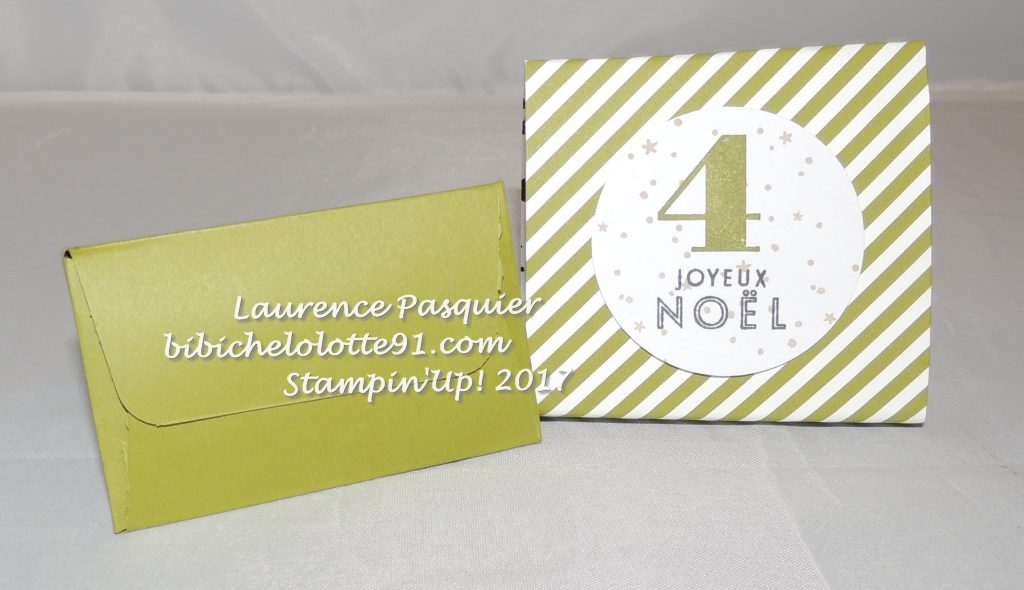 4
JOYEUX
NOËL
Laurence Pasquier
bibichelolotte91.com
Stampin'Up! 2017